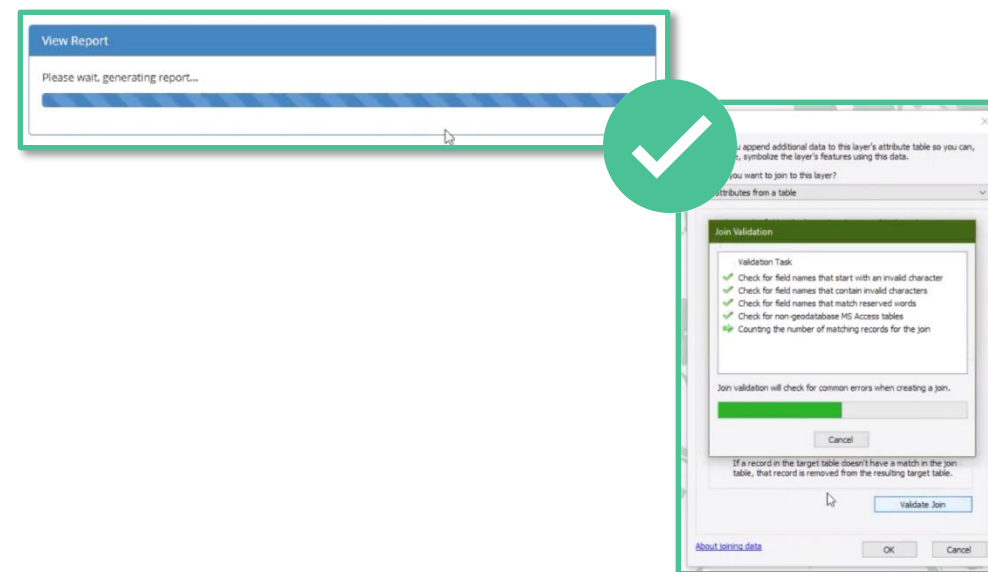 View Report
Please wait, generating report...
append additional data to this layer's attribute table so you can,
symbolize the layer's features using this data.
you want to join to this layer?
attributes from a table
Join Validation
Validation Task
Check for field names that start with an invalid character
Check for field names that contain invalid characters
Check for field names that match reserved words
Check for non-geodatabase MS Access tables
Counting the number of matching records for the join
Join validation will check for common errors when creating a join.
Cancel
If a record in the target table doesn't have a match in the join
table, that record is removed from the resulting target table.
Validate Join
About joining data
OK
Cancel